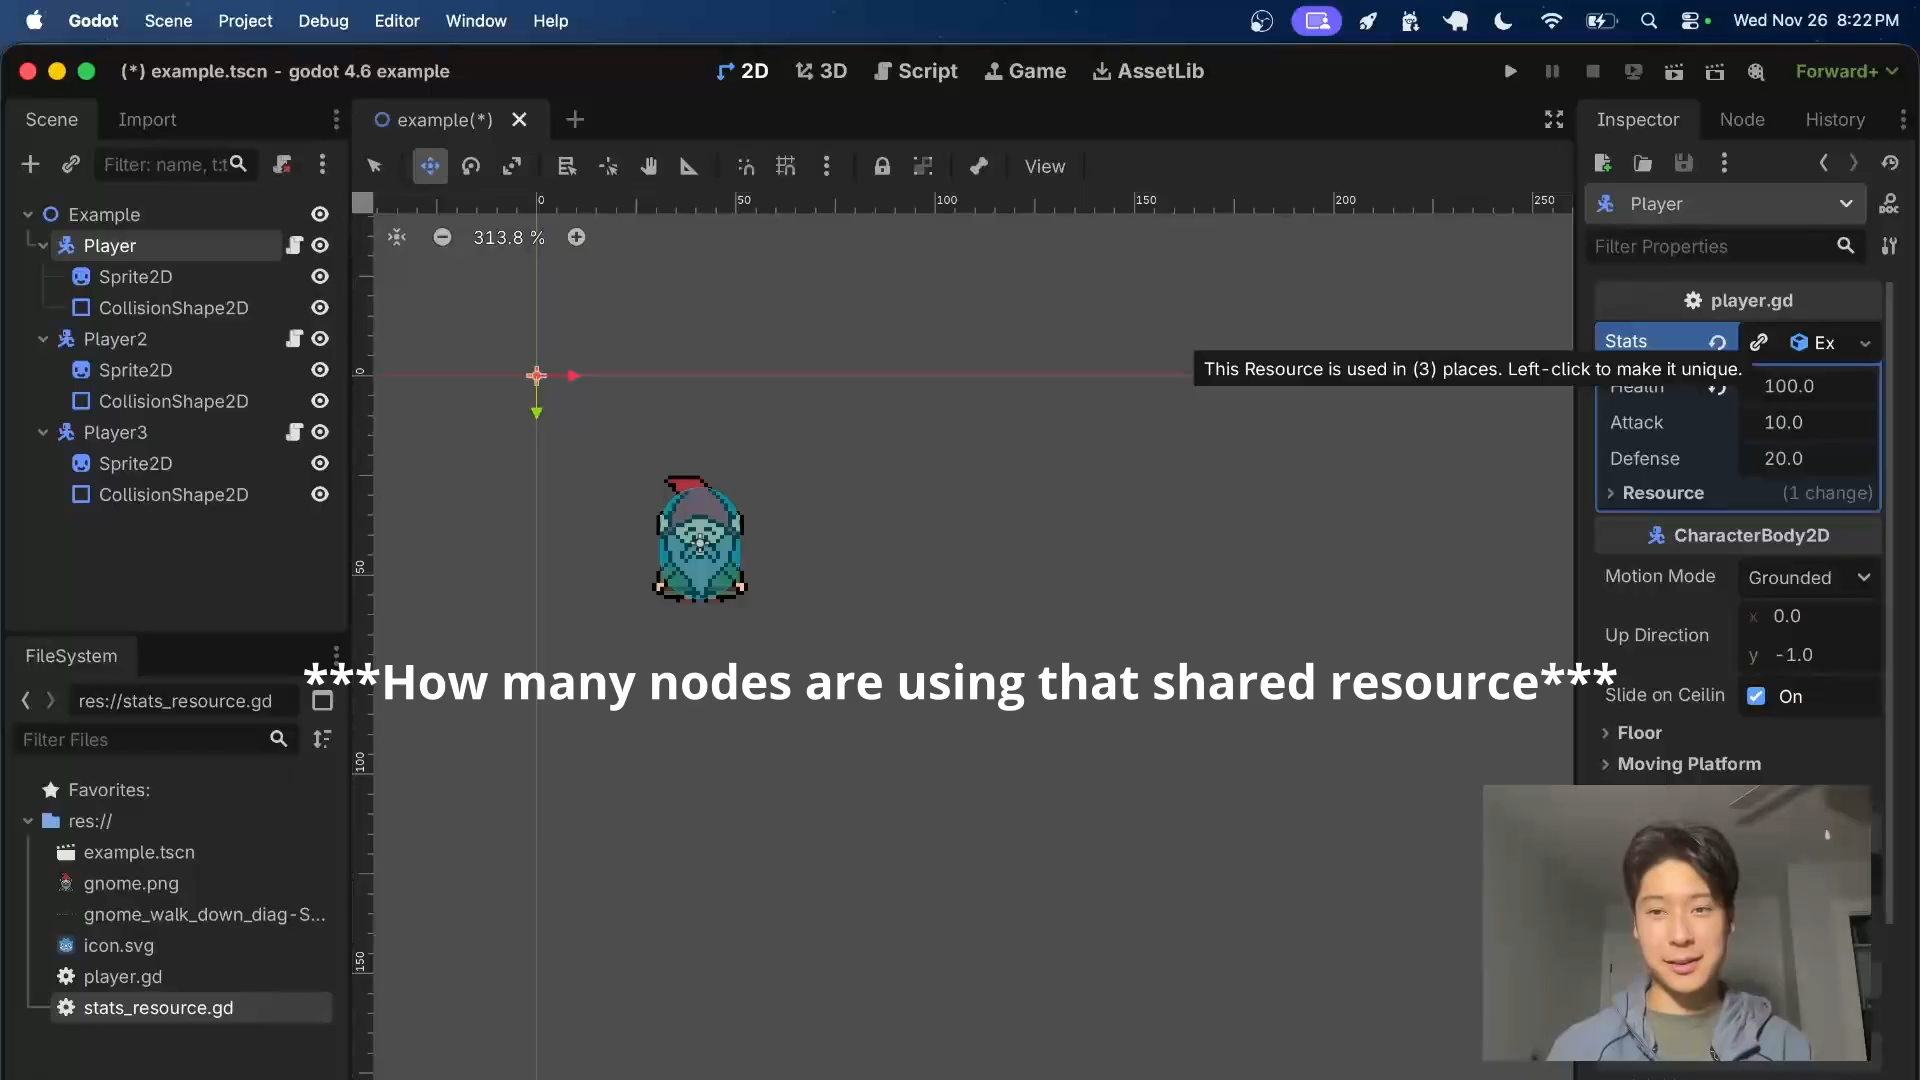 Godot Scene Project Debug Editor Window Help
Wed Nov 26 8:22 PM
(*) example.tscn - godot 4.6 example
2D 3D Script Game AssetLib
Forward+
Scene Import
example(*)
Inspector Node History
Filter: name, t:t
View
Example
Player
Sprite2D
CollisionShape2D
Player2
Sprite2D
CollisionShape2D
Player3
Sprite2D
CollisionShape2D
0 50 100 150 200 250
313.8 %
0
50
100
150
Player
Filter Properties
player.gd
Stats Ex
This Resource is used in (3) places. Left-click to make it unique.
Health 100.0
Attack 10.0
Defense 20.0
Resource (1 change)
CharacterBody2D
Motion Mode Grounded
Up Direction
x 0.0
y -1.0
Slide on Ceilin On
Floor
Moving Platform
***How many nodes are using that shared resource***
FileSystem
res://stats_resource.gd
Filter Files
Favorites:
res://
example.tscn
gnome.png
gnome_walk_down_diag-S...
icon.svg
player.gd
stats_resource.gd